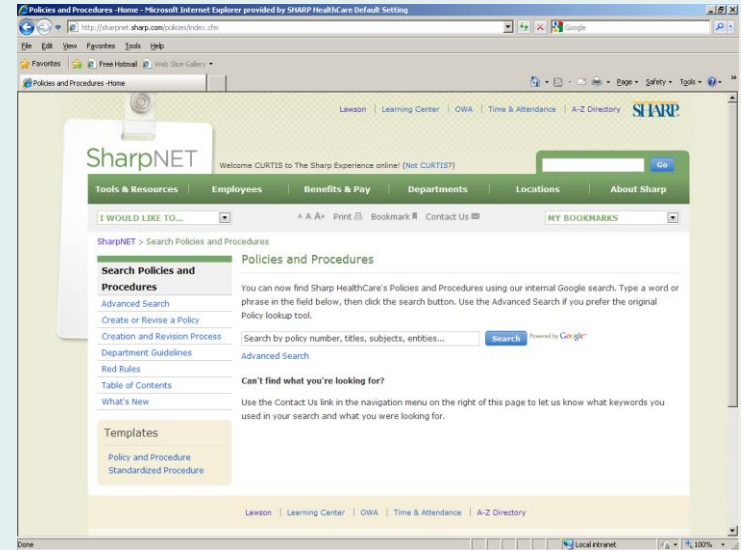 Policies and Procedures -Home - Microsoft Internet Explorer provided by SHARP HealthCare Default Setting
http://sharpnet.sharp.com/policies/index.cfm
Google
File Edit View Favorites Tools Help
Favorites Free Hotmail Web Slice Gallery
Policies and Procedures -Home
Page Safety Tools
Lawson | Learning Center | OWA | Time & Attendance | A-Z Directory
SHARP.
SharpNET
Welcome CURTIS to The Sharp Experience online! (Not CURTIS?)
Go
Tools & Resources | Employees | Benefits & Pay | Departments | Locations | About Sharp
I WOULD LIKE TO...
A A A+ Print Bookmark Contact Us
MY BOOKMARKS
SharpNET > Search Policies and Procedures
Search Policies and
Procedures
Advanced Search
Create or Revise a Policy
Creation and Revision Process
Department Guidelines
Red Rules
Table of Contents
What's New
Templates
Policy and Procedure
Standardized Procedure
Policies and Procedures
You can now find Sharp HealthCare's Policies and Procedures using our internal Google search. Type a word or
phrase in the field below, then click the search button. Use the Advanced Search if you prefer the original
Policy lookup tool.
Search by policy number, titles, subjects, entities...
Search
Powered by Google
Advanced Search
Can't find what you're looking for?
Use the Contact Us link in the navigation menu on the right of this page to let us know what keywords you
used in your search and what you were looking for.
Lawson | Learning Center | OWA | Time & Attendance | A-Z Directory
Done
Local intranet
100%